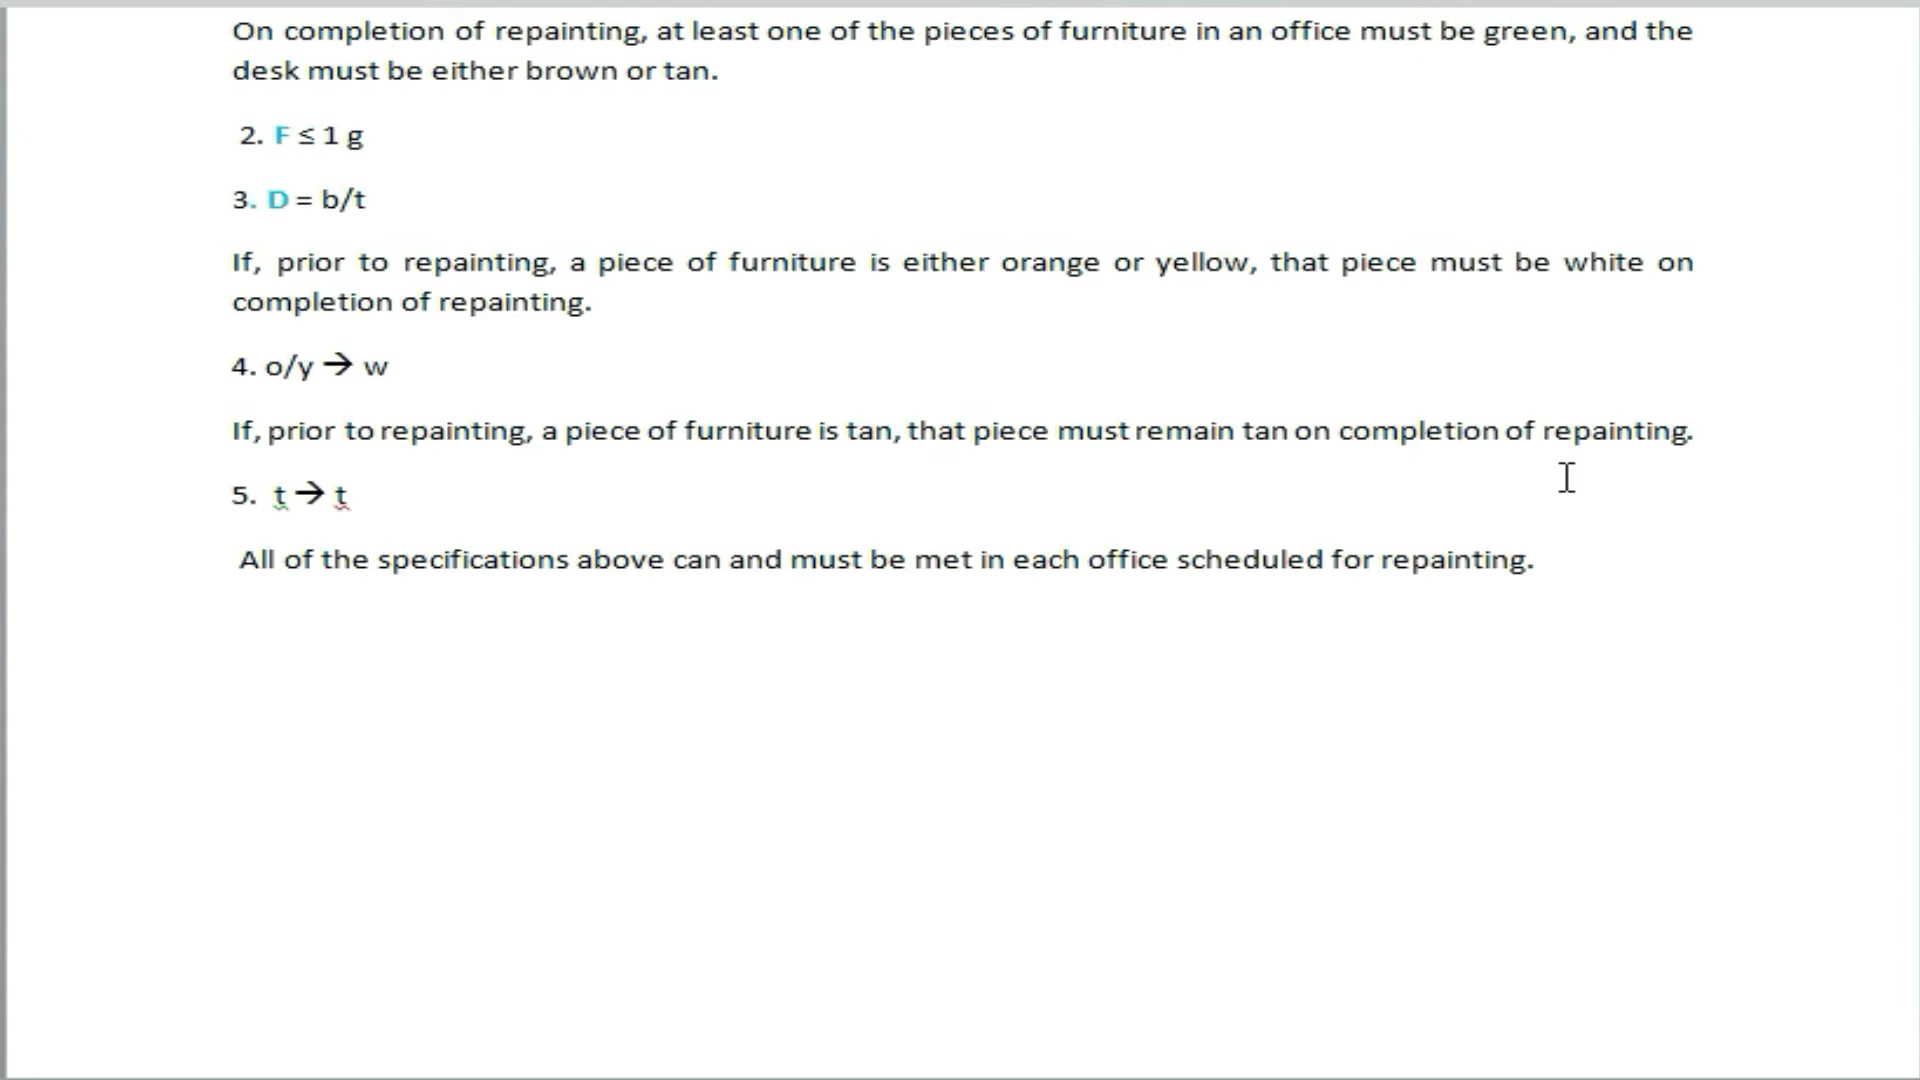 On completion of repainting, at least one of the pieces of furniture in an office must be green, and the
desk must be either brown or tan.
2. F ≤ 1 g
3. D = b/t
If, prior to repainting, a piece of furniture is either orange or yellow, that piece must be white on
completion of repainting.
4. o/y → w
If, prior to repainting, a piece of furniture is tan, that piece must remain tan on completion of repainting.
5. t → t
All of the specifications above can and must be met in each office scheduled for repainting.